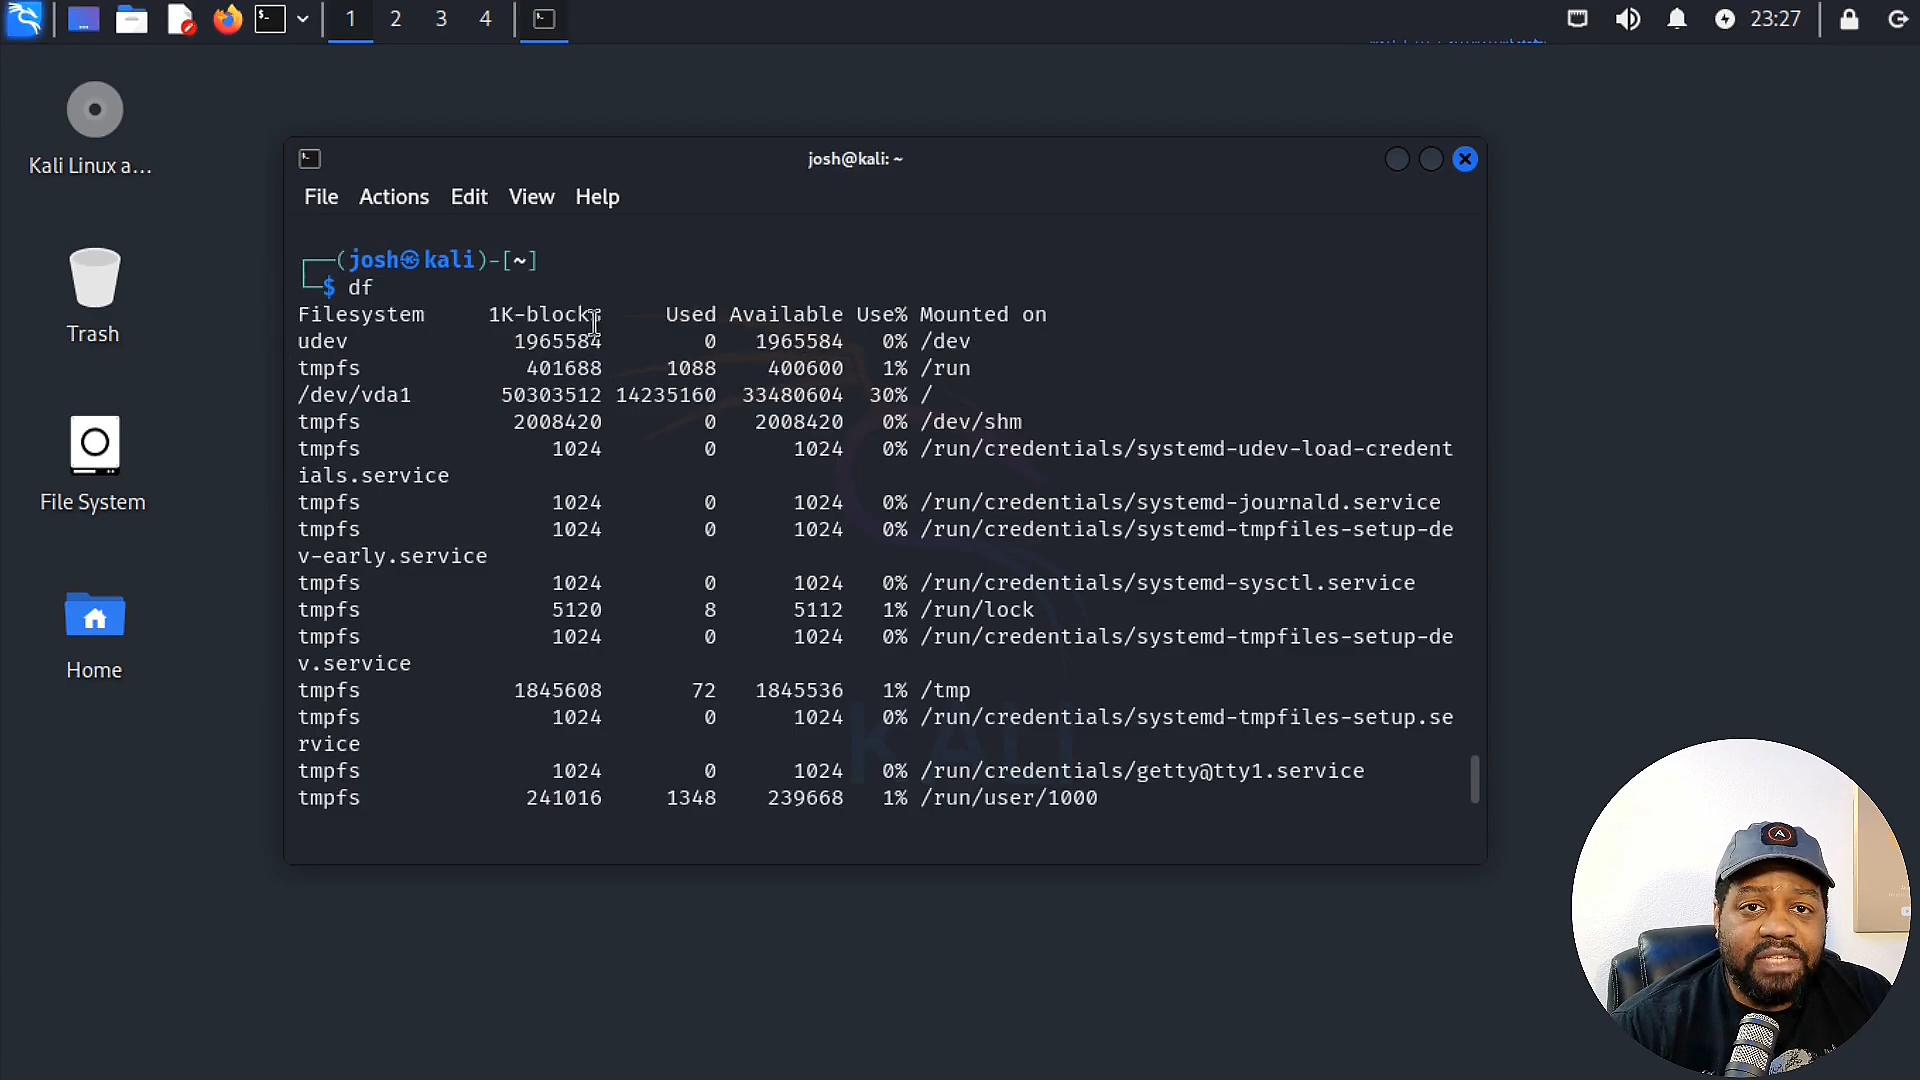 1 2 3 4 23:27
Kali Linux a...
Trash
File System
Home
josh@kali: ~
File Actions Edit View Help
┌──(josh㉿kali)-[~]
└─$ df
Filesystem 1K-blocks Used Available Use% Mounted on
udev 1965584 0 1965584 0% /dev
tmpfs 401688 1088 400600 1% /run
/dev/vda1 50303512 14235160 33480604 30% /
tmpfs 2008420 0 2008420 0% /dev/shm
tmpfs 1024 0 1024 0% /run/credentials/systemd-udev-load-credent
ials.service
tmpfs 1024 0 1024 0% /run/credentials/systemd-journald.service
tmpfs 1024 0 1024 0% /run/credentials/systemd-tmpfiles-setup-de
v-early.service
tmpfs 1024 0 1024 0% /run/credentials/systemd-sysctl.service
tmpfs 5120 8 5112 1% /run/lock
tmpfs 1024 0 1024 0% /run/credentials/systemd-tmpfiles-setup-de
v.service
tmpfs 1845608 72 1845536 1% /tmp
tmpfs 1024 0 1024 0% /run/credentials/systemd-tmpfiles-setup.se
rvice
tmpfs 1024 0 1024 0% /run/credentials/getty@tty1.service
tmpfs 241016 1348 239668 1% /run/user/1000
KALI
A